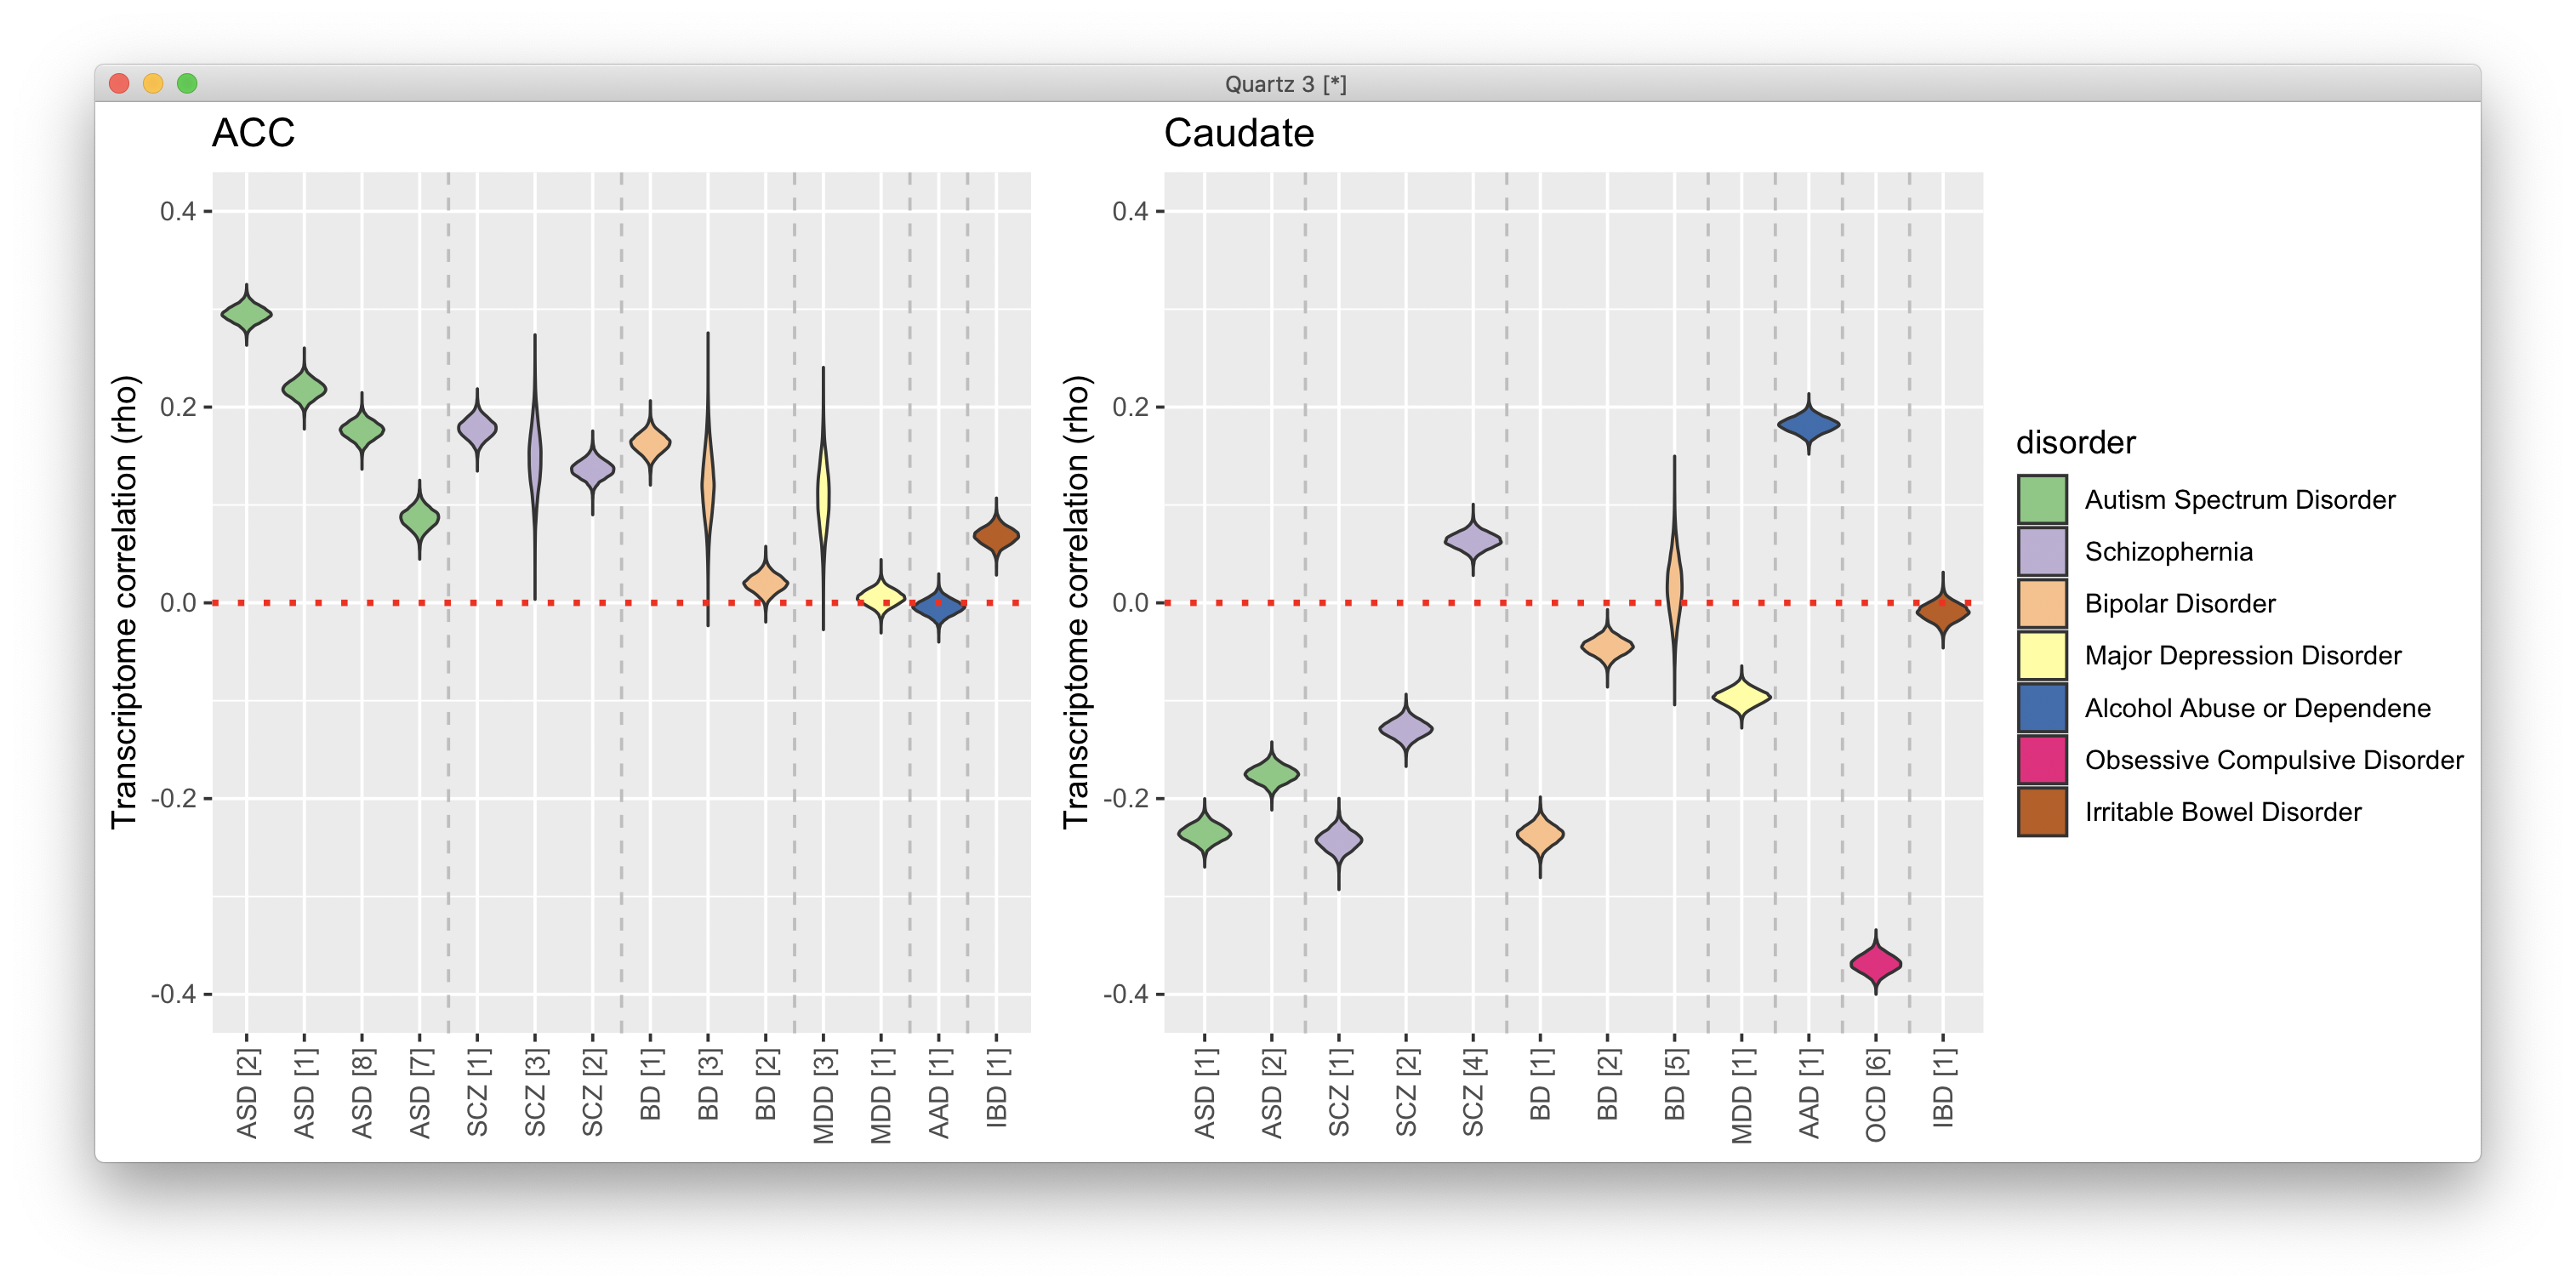 Quartz 3 [*]
ACC
Transcriptome correlation (rho)
0.4
0.2
0.0
-0.2
-0.4
ASD [2]
ASD [1]
ASD [8]
ASD [7]
SCZ [1]
SCZ [3]
SCZ [2]
BD [1]
BD [3]
BD [2]
MDD [3]
MDD [1]
AAD [1]
IBD [1]
Caudate
Transcriptome correlation (rho)
0.4
0.2
0.0
-0.2
-0.4
ASD [1]
ASD [2]
SCZ [1]
SCZ [2]
SCZ [4]
BD [1]
BD [2]
BD [5]
MDD [1]
AAD [1]
OCD [6]
IBD [1]
disorder
Autism Spectrum Disorder
Schizophernia
Bipolar Disorder
Major Depression Disorder
Alcohol Abuse or Dependene
Obsessive Compulsive Disorder
Irritable Bowel Disorder